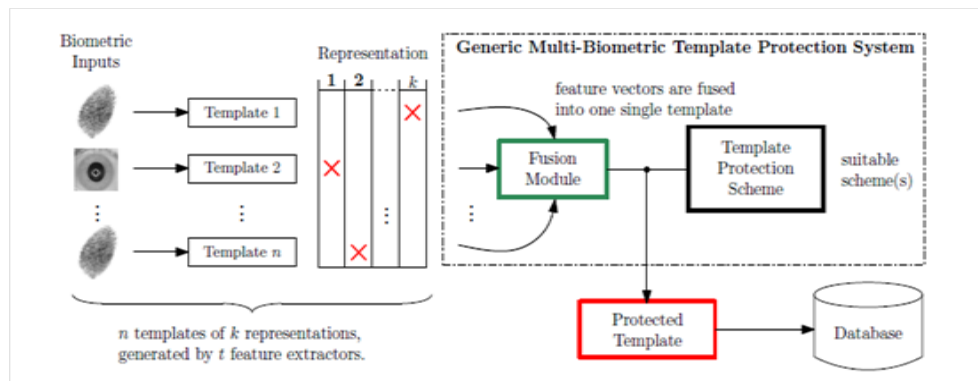 Biometric
Inputs
Representation
1 2 k
Template 1
Template 2
Template n
n templates of k representations,
generated by t feature extractors.
Generic Multi-Biometric Template Protection System
feature vectors are fused
into one single template
Fusion
Module
Template
Protection
Scheme
suitable
scheme(s)
Protected
Template
Database